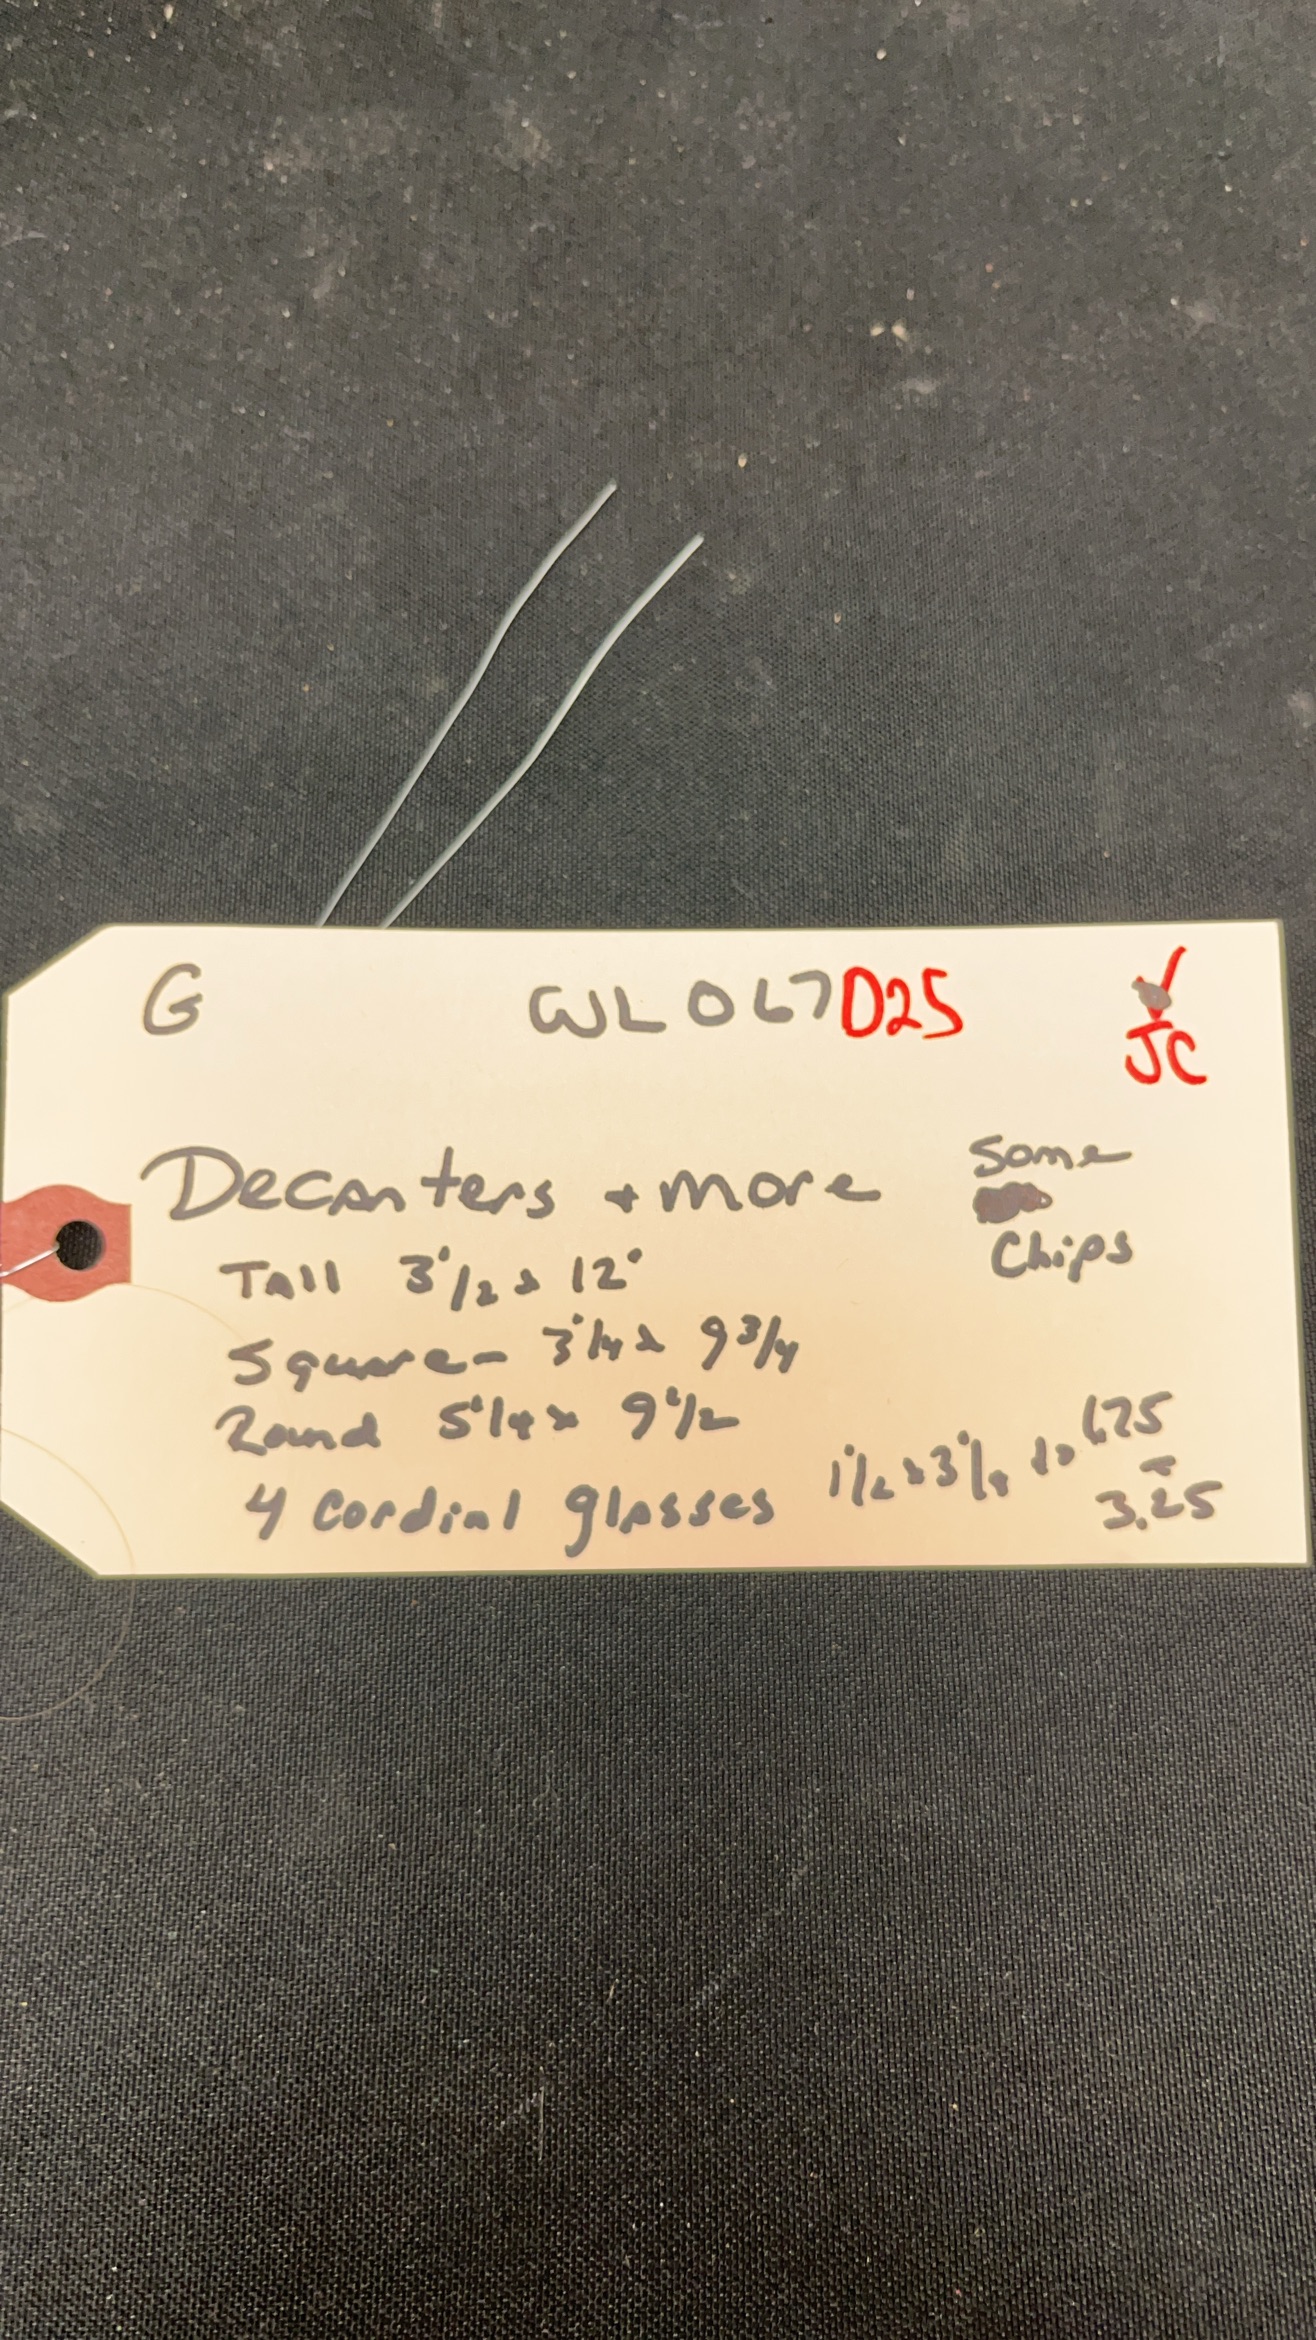 G WL067D25 ✓
JC
Decanters + more Some
Chips
Tall 3 1/2 x 12
Square - 3 1/4 x 9 3/4
Round 5 1/4 x 9 1/2
4 cordial glasses 1 1/2 x 3 1/4 to 1.75
3.25